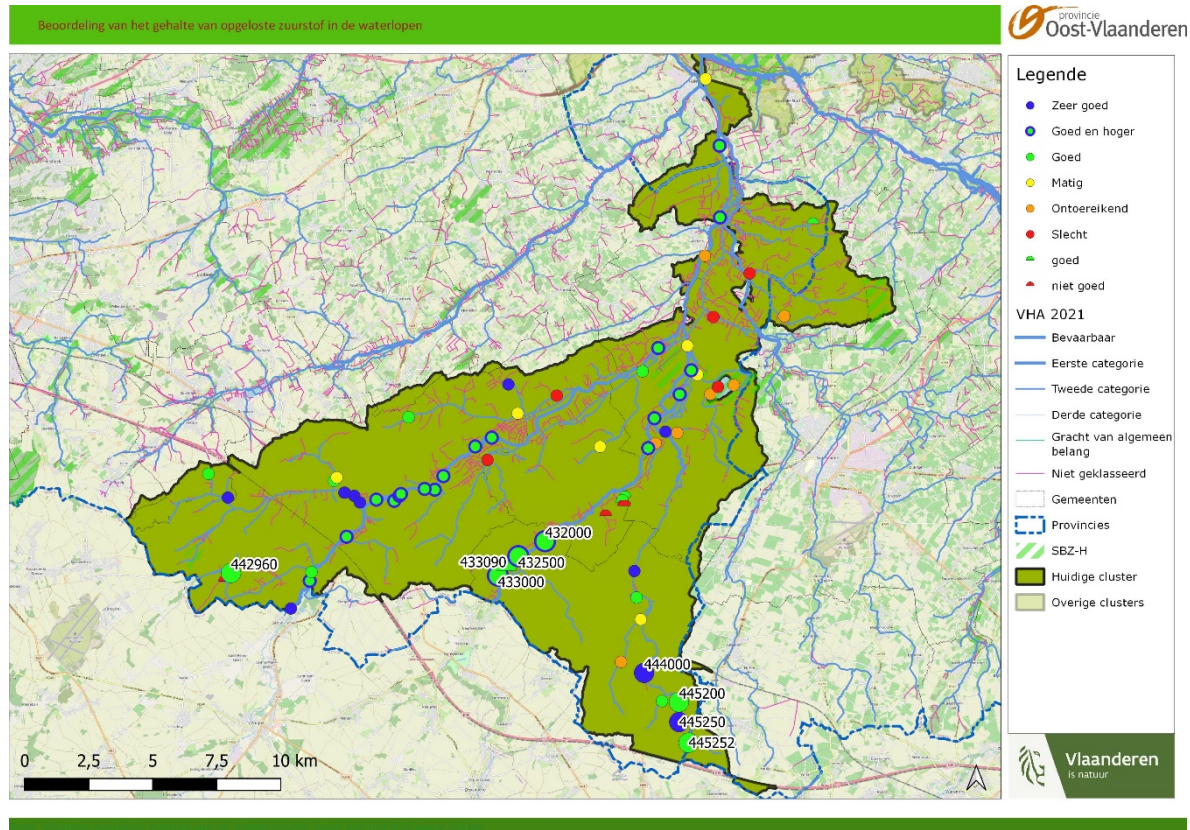 Beoordeling van het gehalte van opgeloste zuurstof in de waterlopen
provincie
Oost-Vlaanderen
Legende
Zeer goed
Goed en hoger
Goed
Matig
Ontoereikend
Slecht
goed
niet goed
VHA 2021
Bevaarbaar
Eerste categorie
Tweede categorie
Derde categorie
Gracht van algemeen
belang
Niet geklasseerd
Gemeenten
Provincies
SBZ-H
Huidige cluster
Overige clusters
432000
433090
432500
433000
442960
444000
445200
445250
445252
0 2,5 5 7,5 10 km
Vlaanderen
is natuur